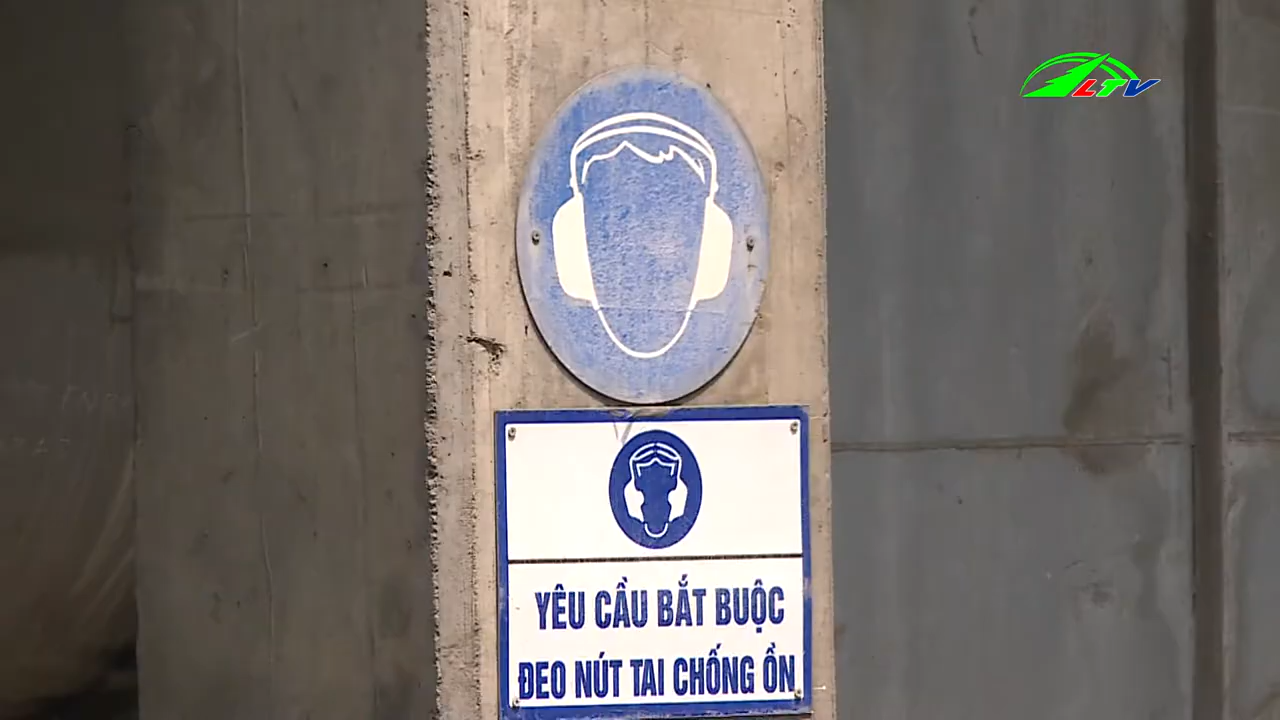 LTV
YÊU CẦU BẮT BUỘC
ĐEO NÚT TAI CHỐNG ỒN